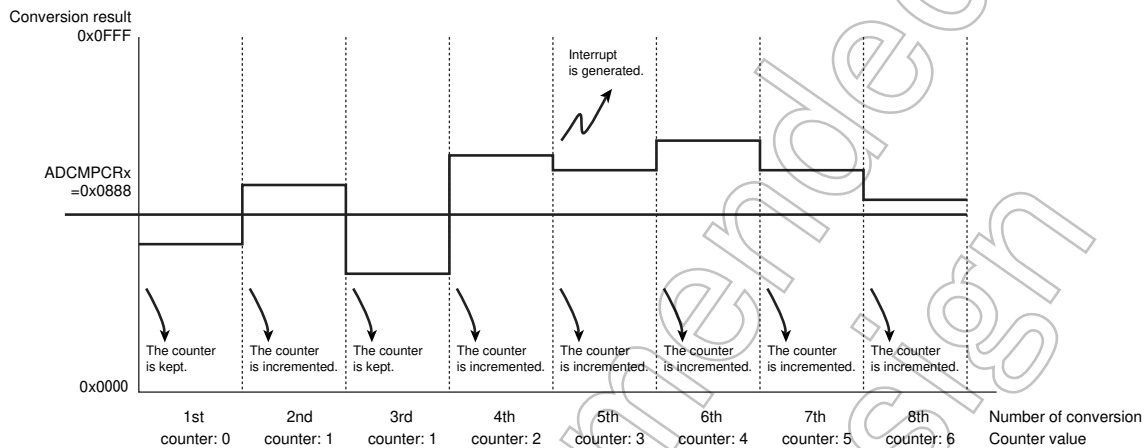 Conversion result
0x0FFF
Interrupt
is generated.
ADCMPCRx
=0x0888
The counter
is kept.
The counter
is incremented.
The counter
is kept.
The counter
is incremented.
The counter
is incremented.
The counter
is incremented.
The counter
is incremented.
The counter
is incremented.
0x0000
1st 2nd 3rd 4th 5th 6th 7th 8th Number of conversion
counter: 0 counter: 1 counter: 1 counter: 2 counter: 3 counter: 4 counter: 5 counter: 6 Counter value